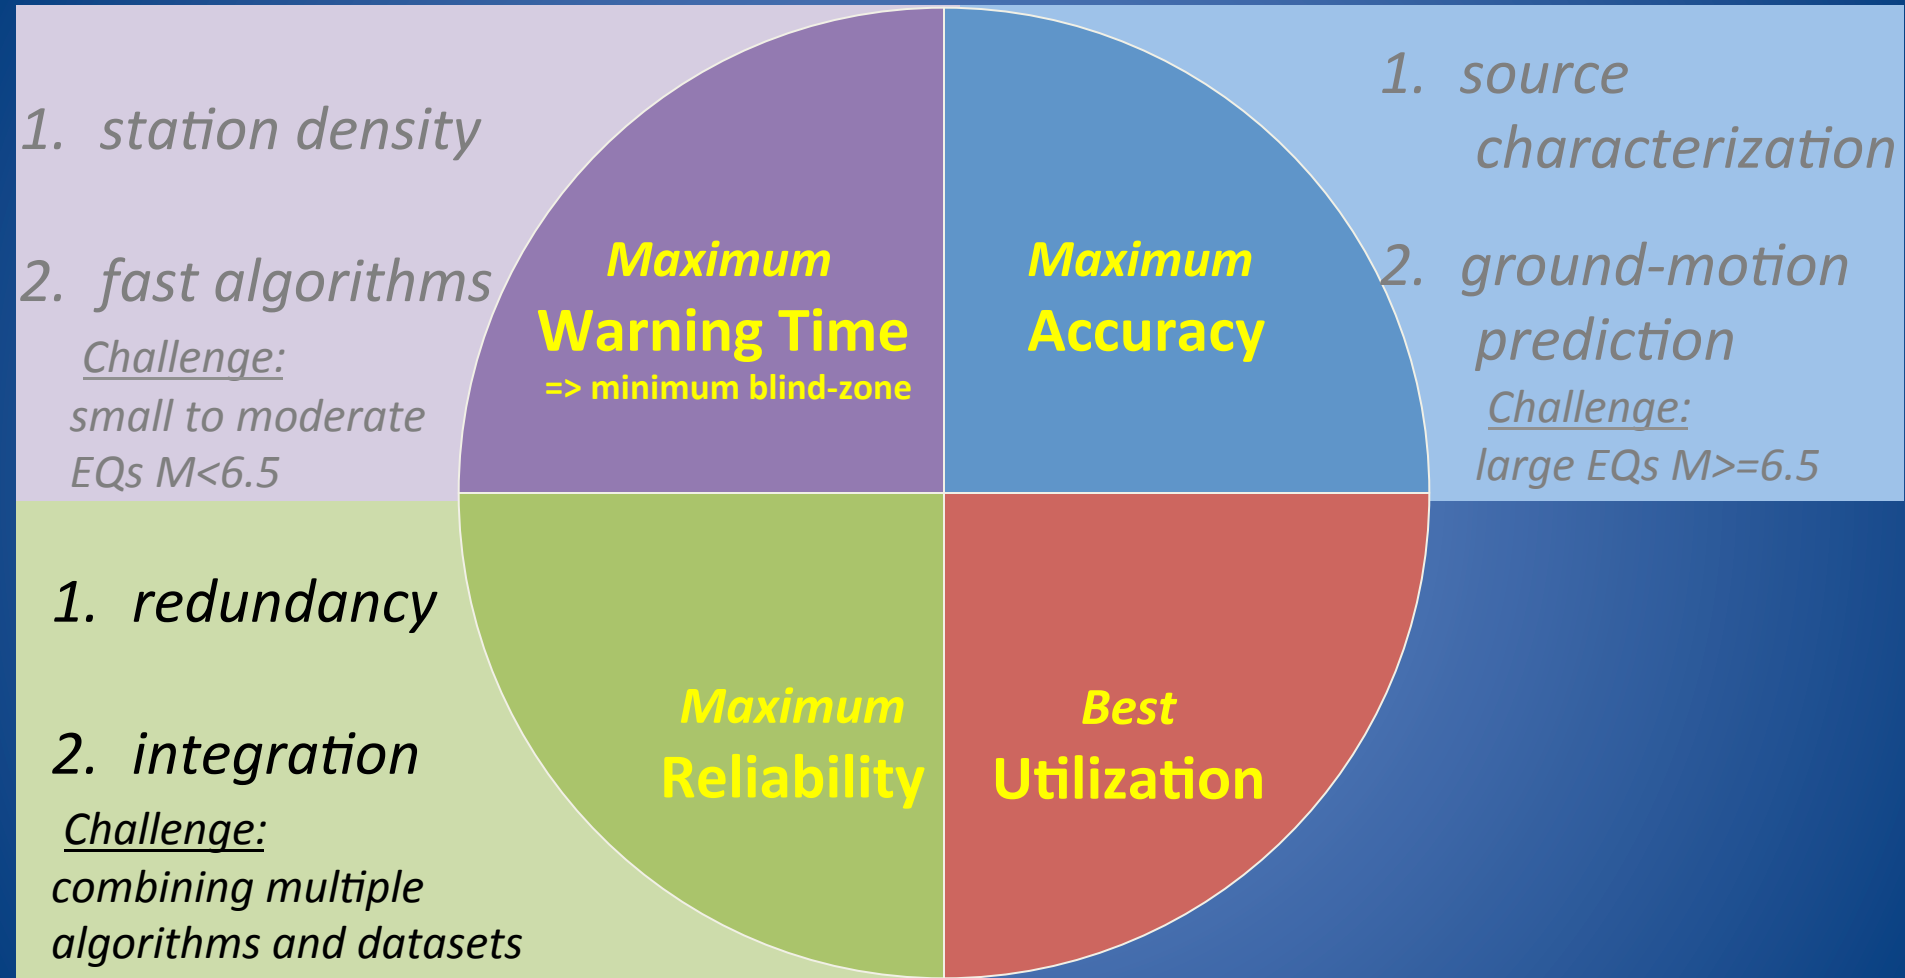 1. station density
2. fast algorithms
Challenge:
small to moderate
EQs M<6.5
Maximum
Warning Time
=> minimum blind-zone
Maximum
Accuracy
1. source
characterization
2. ground-motion
prediction
Challenge:
large EQs M>=6.5
1. redundancy
2. integration
Challenge:
combining multiple
algorithms and datasets
Maximum
Reliability
Best
Utilization